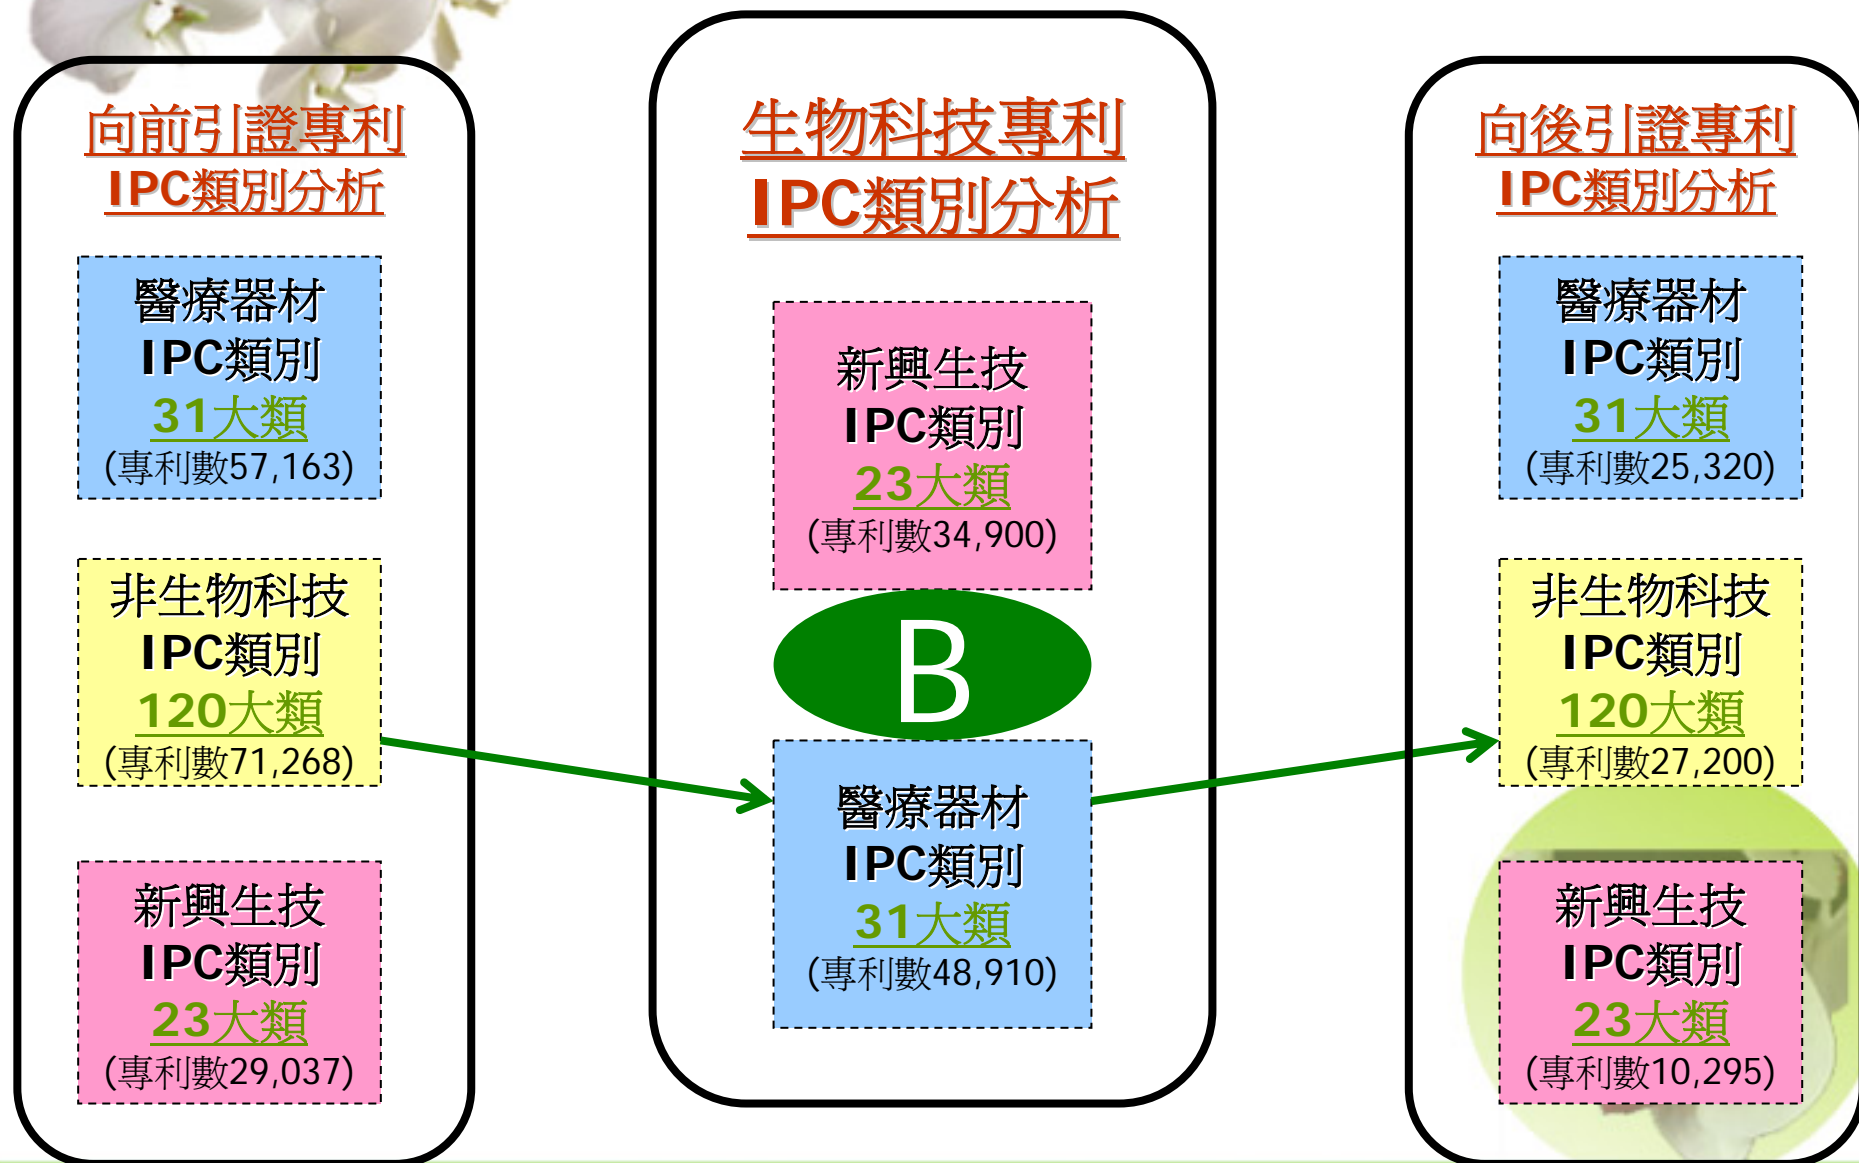 向前引證專利
IPC類別分析
醫療器材
IPC類別
31大類
(專利數57,163)
非生物科技
IPC類別
120大類
(專利數71,268)
新興生技
IPC類別
23大類
(專利數29,037)
生物科技專利
IPC類別分析
新興生技
IPC類別
23大類
(專利數34,900)
B
醫療器材
IPC類別
31大類
(專利數48,910)
向後引證專利
IPC類別分析
醫療器材
IPC類別
31大類
(專利數25,320)
非生物科技
IPC類別
120大類
(專利數27,200)
新興生技
IPC類別
23大類
(專利數10,295)